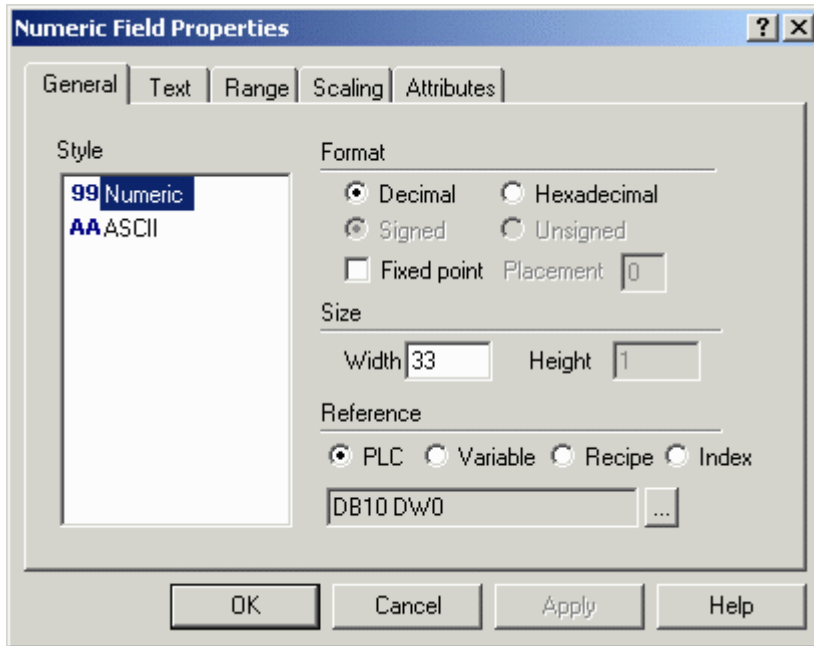 Numeric Field Properties ? X
General Text Range Scaling Attributes
Style
99 Numeric
AA ASCII
Format
Decimal Hexadecimal
Signed Unsigned
Fixed point Placement 0
Size
Width 33 Height 1
Reference
PLC Variable Recipe Index
DB10 DW0 ...
OK Cancel Apply Help